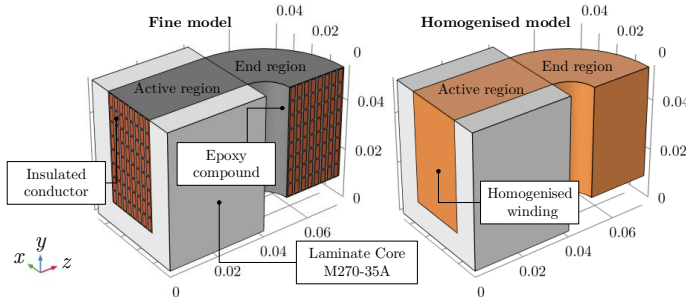 Fine model
Homogenised model
0.04
0.02
0
0.04
0.02
0
End region
Active region
0.04
0.02
0
Insulated
conductor
Epoxy
compound
0.06
0.04
0.02
0
Laminate Core
M270-35A
End region
Active region
0.04
0.02
0
Homogenised
winding
0.06
0.04
0.02
0
y
x
z